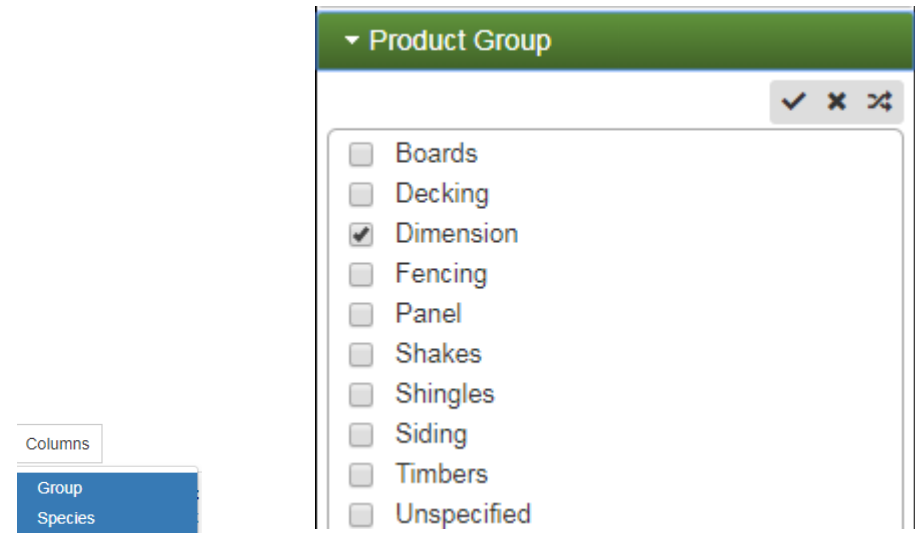 Product Group
Boards
Decking
Dimension
Fencing
Panel
Shakes
Shingles
Siding
Timbers
Unspecified
Columns
Group
Species